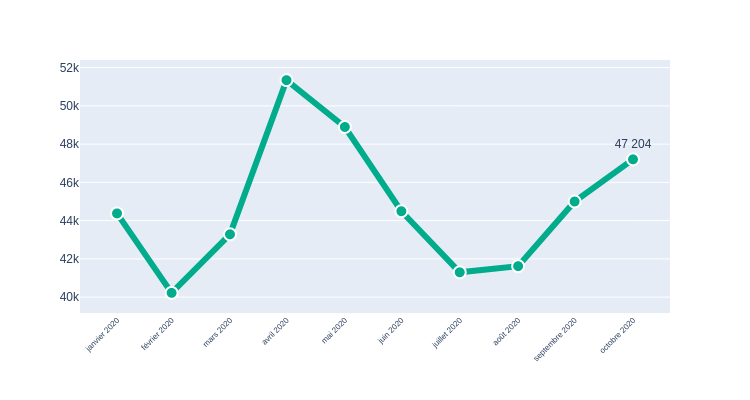 52k
50k
48k
46k
44k
42k
40k
47 204
janvier 2020
février 2020
mars 2020
avril 2020
mai 2020
juin 2020
juillet 2020
août 2020
septembre 2020
octobre 2020